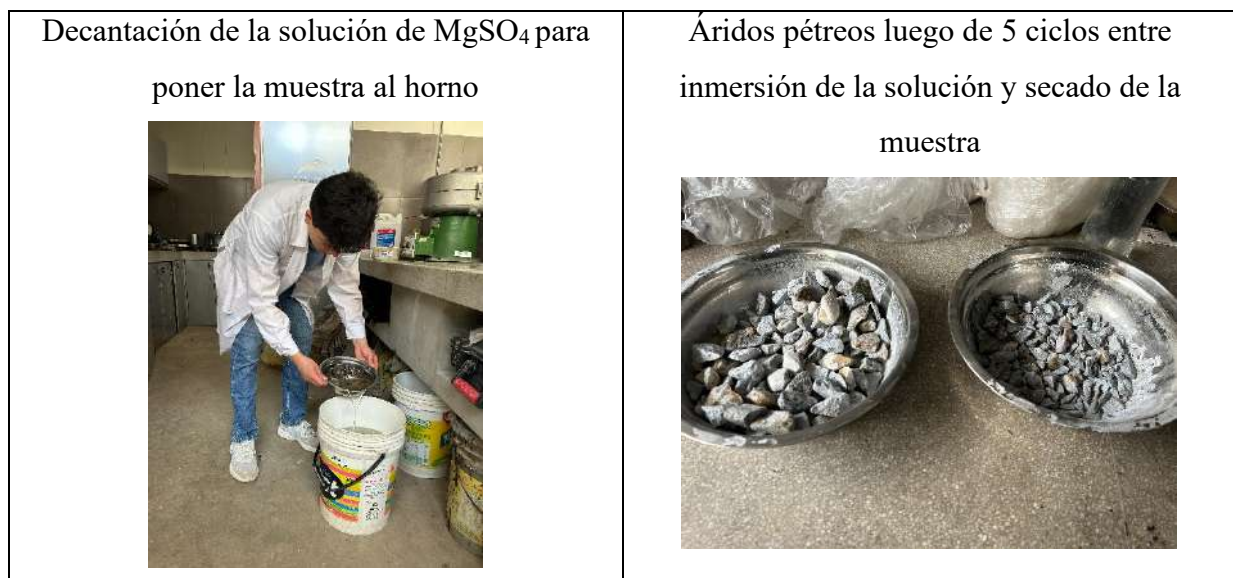 Decantación de la solución de MgSO₄ para
poner la muestra al horno
Áridos pétreos luego de 5 ciclos entre
inmersión de la solución y secado de la
muestra